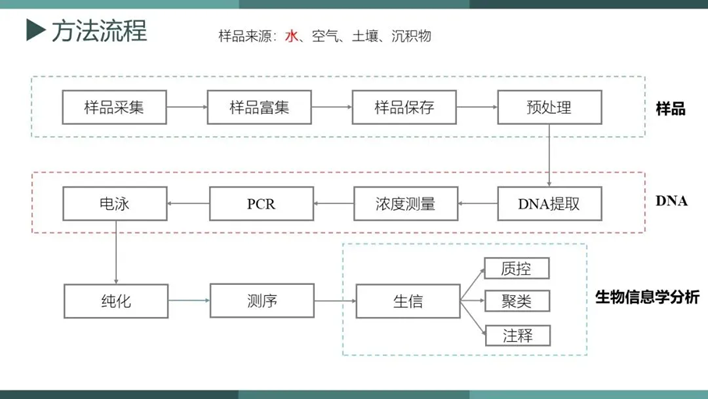 方法流程
样品来源：水、空气、土壤、沉积物
样品采集
样品富集
样品保存
预处理
样品
电泳
PCR
浓度测量
DNA提取
DNA
纯化
测序
生信
质控
聚类
注释
生物信息学分析